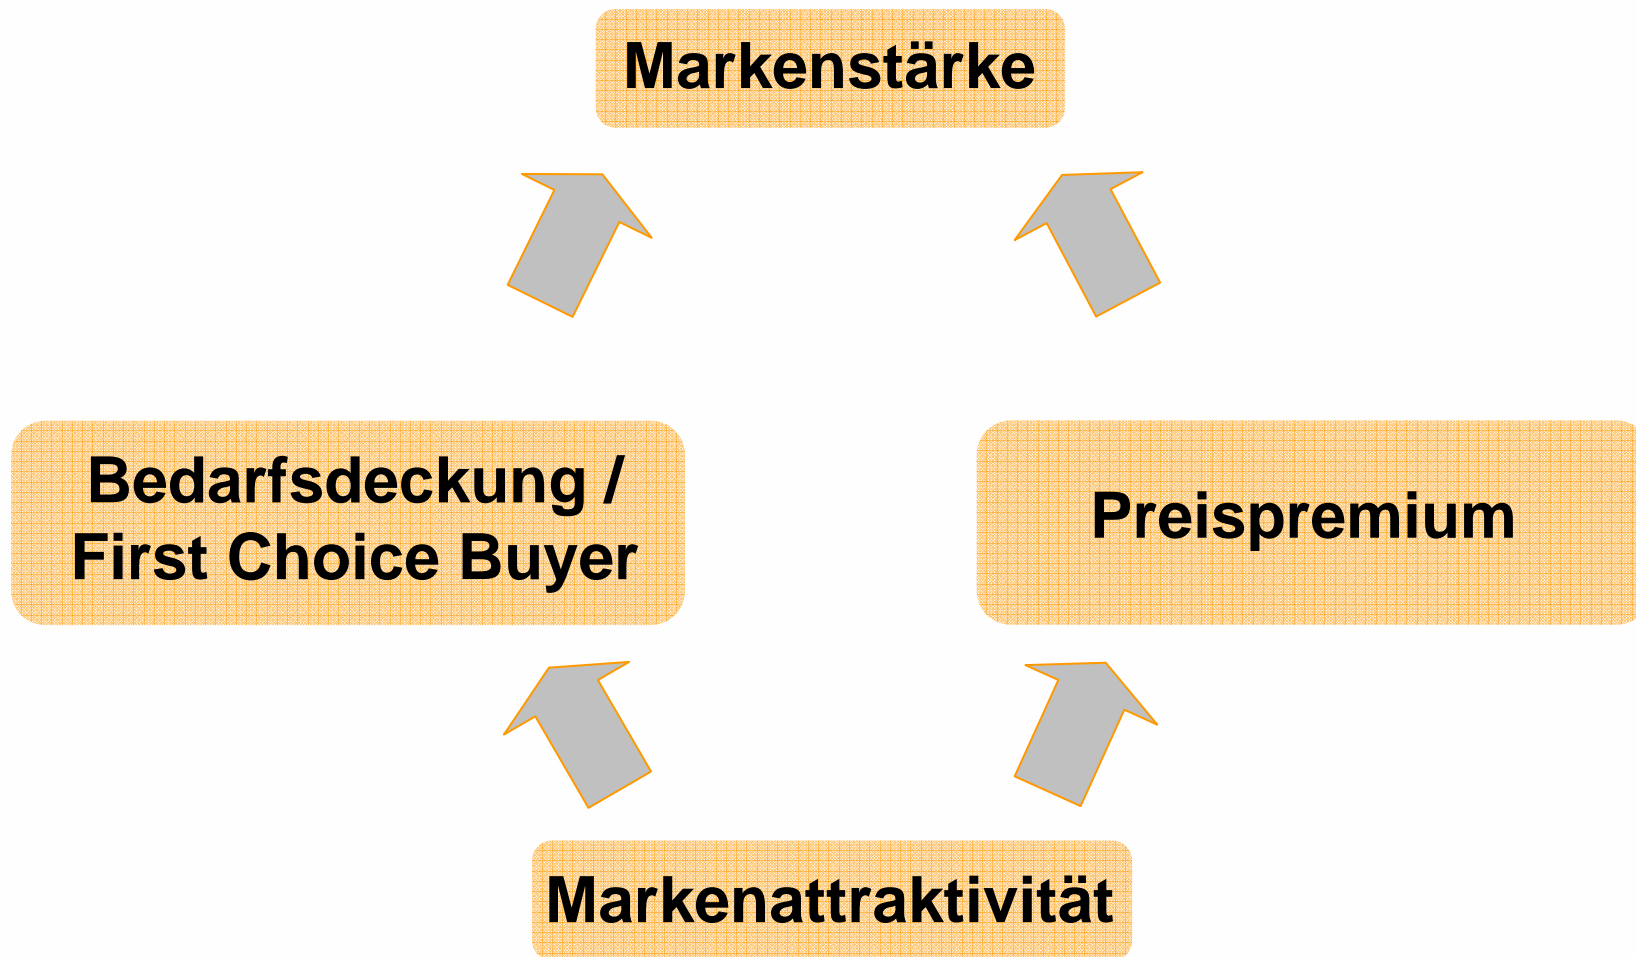 Markenstärke
Bedarfsdeckung /
First Choice Buyer
Preispremium
Markenattraktivität